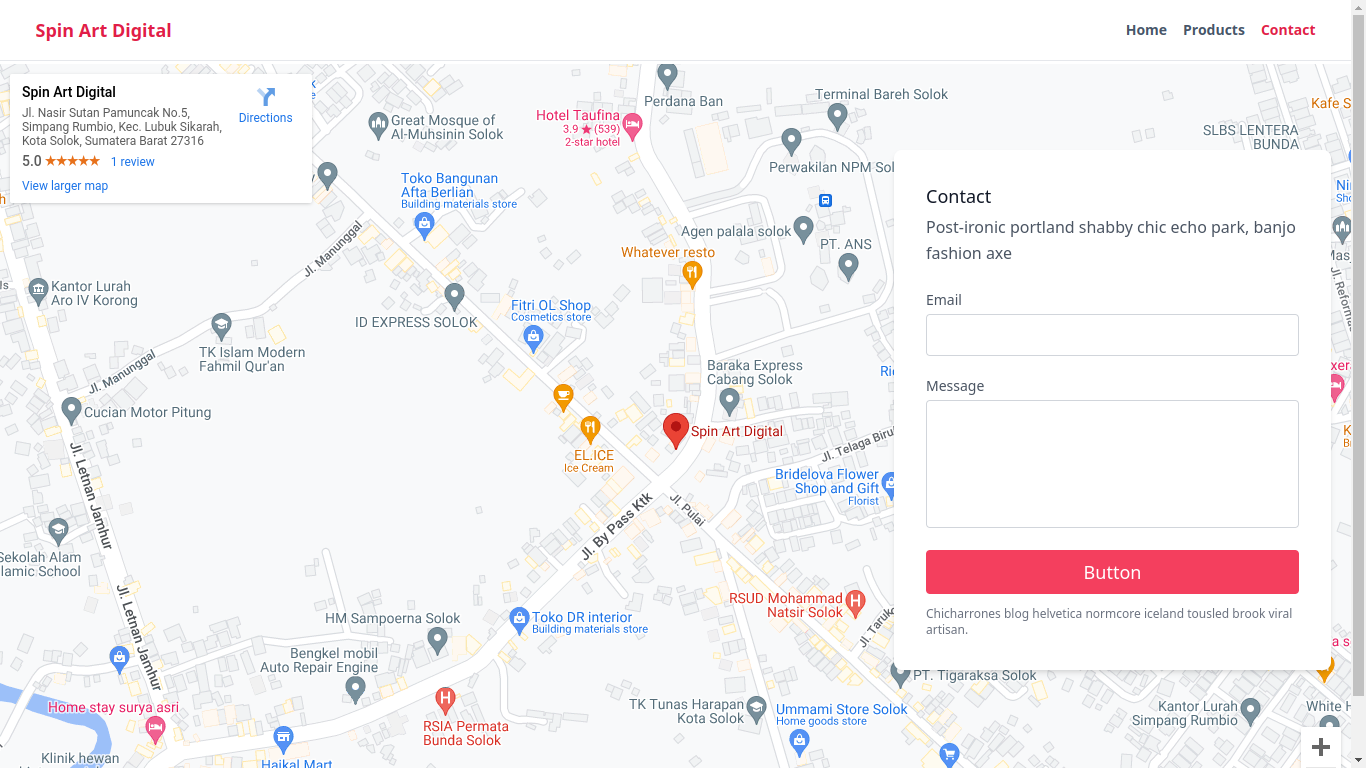 Spin Art Digital
Home
Products
Contact
Spin Art Digital
Jl. Nasir Sutan Pamuncak No.5,
Simpang Rumbio, Kec. Lubuk Sikarah,
Kota Solok, Sumatera Barat 27316
5.0 ★★★★★ 1 review
View larger map
Directions
Great Mosque of
Al-Muhsinin Solok
Hotel Taufina
3.9 ★ (539)
2-star hotel
Perdana Ban
Terminal Bareh Solok
Kafe S
SLBS LENTERA
BUNDA
Perwakilan NPM Sol
Toko Bangunan
Afta Berlian
Building materials store
Agen palala solok
PT. ANS
Whatever resto
Jl. Manunggal
Kantor Lurah
Aro IV Korong
ID EXPRESS SOLOK
Fitri OL Shop
Cosmetics store
TK Islam Modern
Fahmil Qur'an
Jl. Manunggal
Baraka Express
Cabang Solok
Cucian Motor Pitung
Spin Art Digital
EL.ICE
Ice Cream
Jl. Telaga Biru
Jl. Letnan Jamhur
Bridelova Flower
Shop and Gift
Florist
Jl. Pulai
Jl. By Pass Ktk
Sekolah Alam
lamic School
Jl. Letnan Jamhur
RSUD Mohammad
Natsir Solok
HM Sampoerna Solok
Toko DR interior
Building materials store
Jl. Taruko
Bengkel mobil
Auto Repair Engine
PT. Tigaraksa Solok
Home stay surya asri
RSIA Permata
Bunda Solok
TK Tunas Harapan
Kota Solok
Ummami Store Solok
Home goods store
Kantor Lurah
Simpang Rumbio
White H
Klinik hewan
Haikal Mart
Contact
Post-ironic portland shabby chic echo park, banjo
fashion axe
Email
Message
Button
Chicharrones blog helvetica normcore iceland tousled brook viral
artisan.